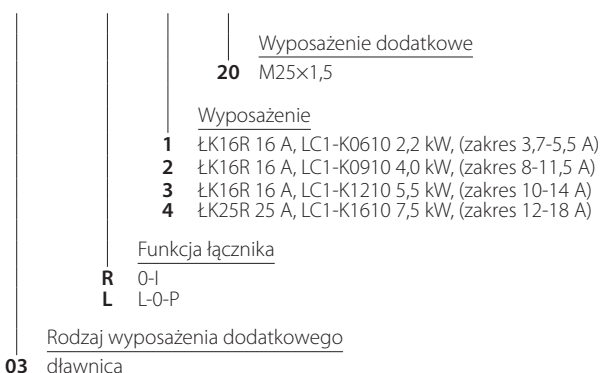 Wyposażenie dodatkowe
20 M25×1,5
Wyposażenie
1 ŁK16R 16 A, LC1-K0610 2,2 kW, (zakres 3,7-5,5 A)
2 ŁK16R 16 A, LC1-K0910 4,0 kW, (zakres 8-11,5 A)
3 ŁK16R 16 A, LC1-K1210 5,5 kW, (zakres 10-14 A)
4 ŁK25R 25 A, LC1-K1610 7,5 kW, (zakres 12-18 A)
Funkcja łącznika
R 0-I
L L-0-P
Rodzaj wyposażenia dodatkowego
03 dławnica